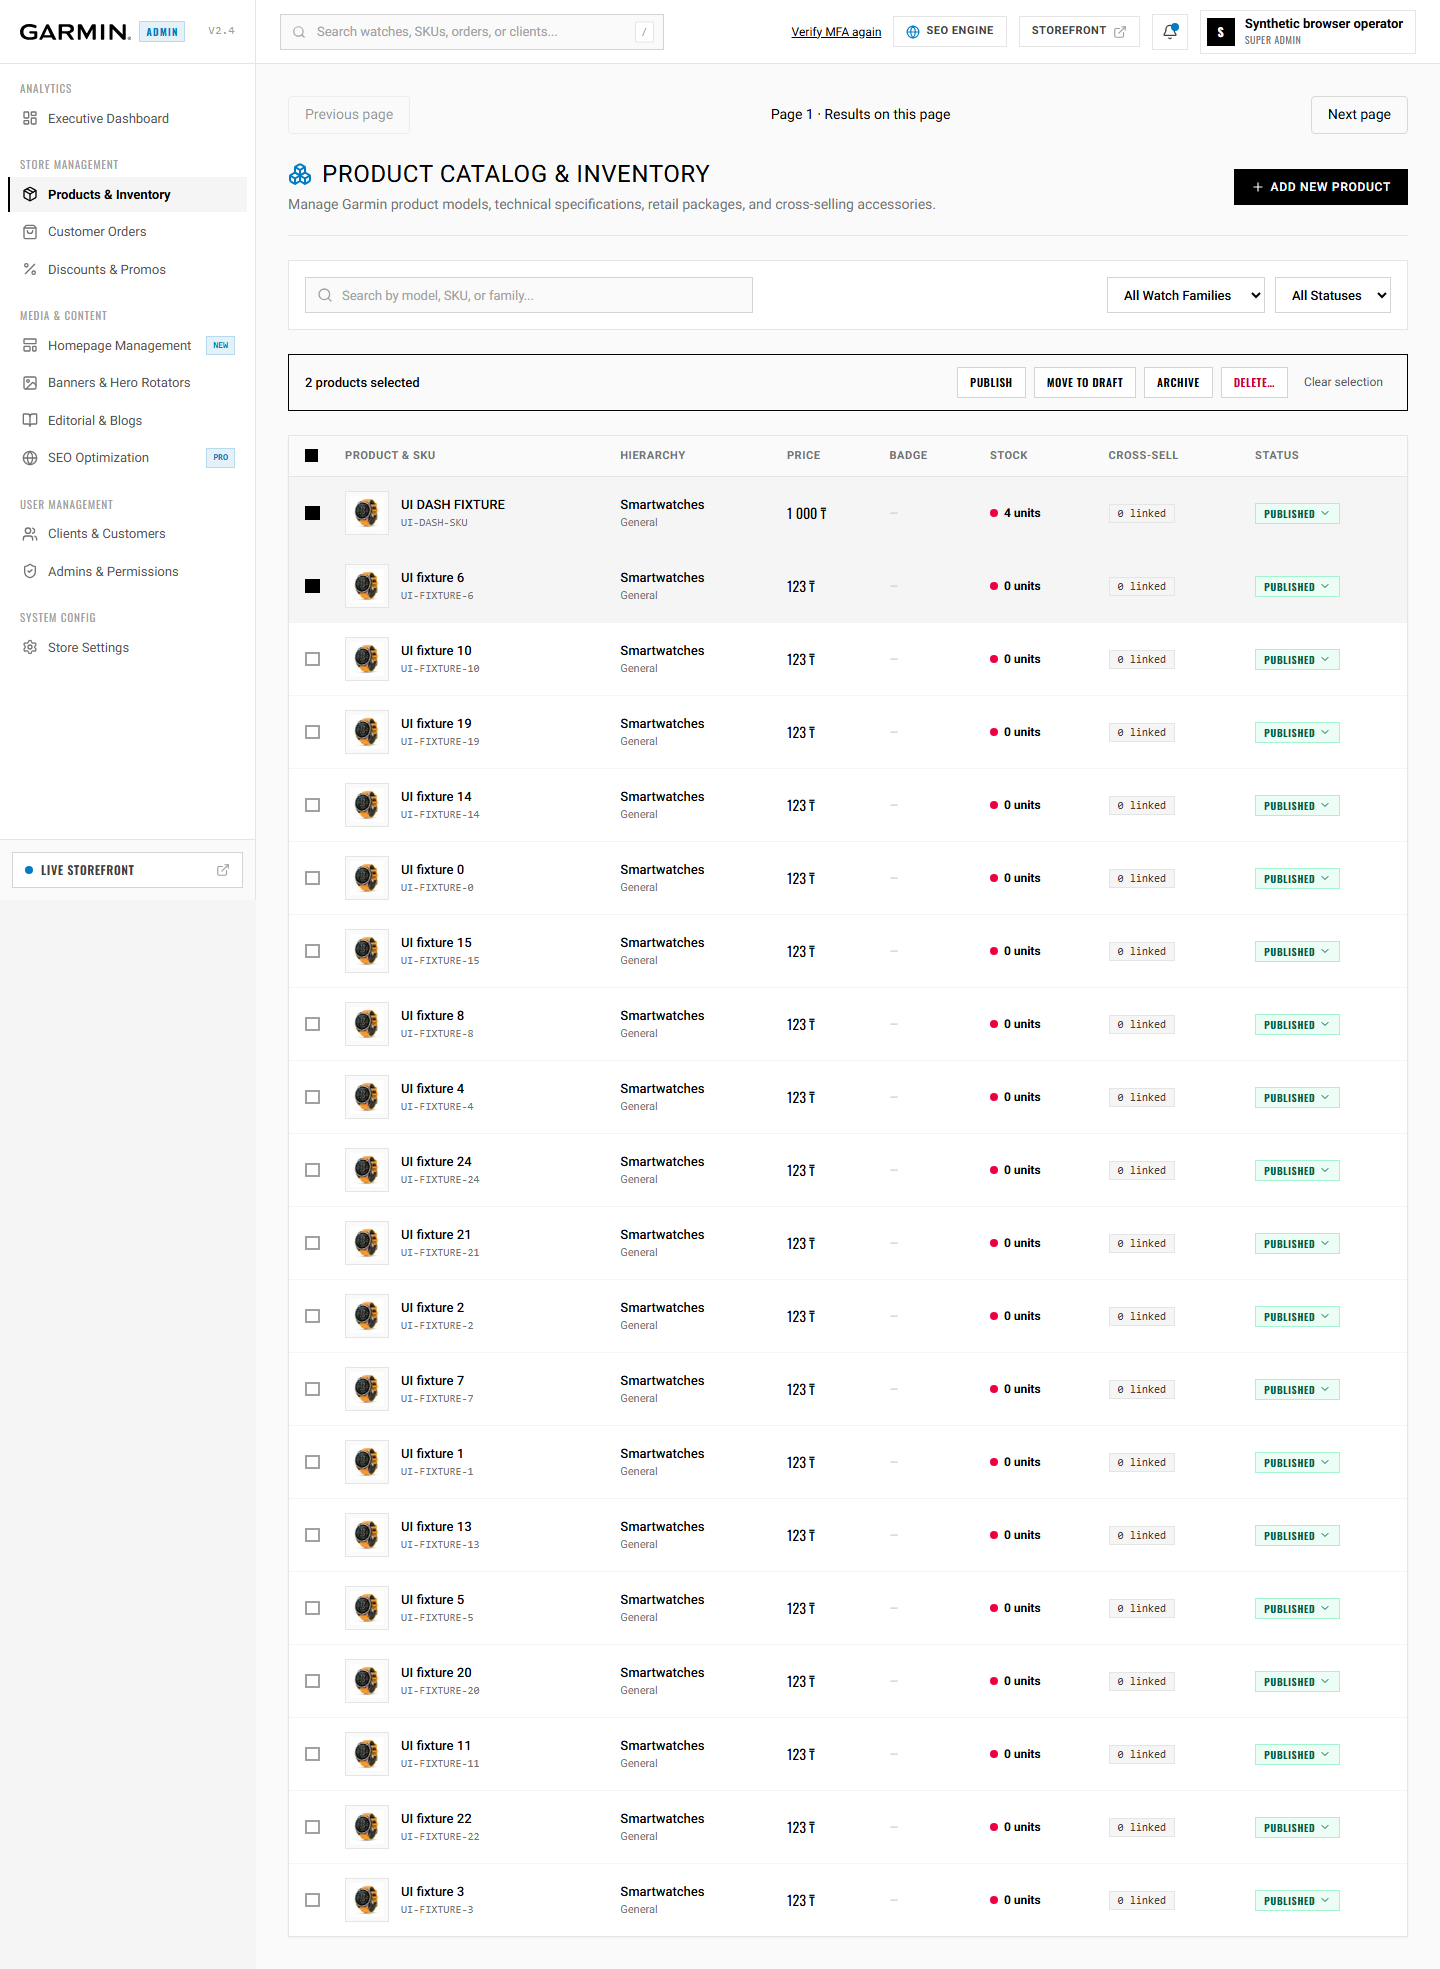 GARMIN. ADMIN V2.4
Search watches, SKUs, orders, or clients... /
Verify MFA again
SEO ENGINE
STOREFRONT
S
Synthetic browser operator
SUPER ADMIN
ANALYTICS
Executive Dashboard
STORE MANAGEMENT
Products & Inventory
Customer Orders
Discounts & Promos
MEDIA & CONTENT
Homepage Management NEW
Banners & Hero Rotators
Editorial & Blogs
SEO Optimization PRO
USER MANAGEMENT
Clients & Customers
Admins & Permissions
SYSTEM CONFIG
Store Settings
LIVE STOREFRONT
Previous page
Page 1 · Results on this page
Next page
PRODUCT CATALOG & INVENTORY
Manage Garmin product models, technical specifications, retail packages, and cross-selling accessories.
+ ADD NEW PRODUCT
Search by model, SKU, or family...
All Watch Families
All Statuses
2 products selected
PUBLISH
MOVE TO DRAFT
ARCHIVE
DELETE...
Clear selection
PRODUCT & SKU HIERARCHY PRICE BADGE STOCK CROSS-SELL STATUS
UI DASH FIXTURE Smartwatches 1 000 ₸ — 4 units 0 linked PUBLISHED
UI-DASH-SKU General
UI fixture 6 Smartwatches 123 ₸ — 0 units 0 linked PUBLISHED
UI-FIXTURE-6 General
UI fixture 10 Smartwatches 123 ₸ — 0 units 0 linked PUBLISHED
UI-FIXTURE-10 General
UI fixture 19 Smartwatches 123 ₸ — 0 units 0 linked PUBLISHED
UI-FIXTURE-19 General
UI fixture 14 Smartwatches 123 ₸ — 0 units 0 linked PUBLISHED
UI-FIXTURE-14 General
UI fixture 0 Smartwatches 123 ₸ — 0 units 0 linked PUBLISHED
UI-FIXTURE-0 General
UI fixture 15 Smartwatches 123 ₸ — 0 units 0 linked PUBLISHED
UI-FIXTURE-15 General
UI fixture 8 Smartwatches 123 ₸ — 0 units 0 linked PUBLISHED
UI-FIXTURE-8 General
UI fixture 4 Smartwatches 123 ₸ — 0 units 0 linked PUBLISHED
UI-FIXTURE-4 General
UI fixture 24 Smartwatches 123 ₸ — 0 units 0 linked PUBLISHED
UI-FIXTURE-24 General
UI fixture 21 Smartwatches 123 ₸ — 0 units 0 linked PUBLISHED
UI-FIXTURE-21 General
UI fixture 2 Smartwatches 123 ₸ — 0 units 0 linked PUBLISHED
UI-FIXTURE-2 General
UI fixture 7 Smartwatches 123 ₸ — 0 units 0 linked PUBLISHED
UI-FIXTURE-7 General
UI fixture 1 Smartwatches 123 ₸ — 0 units 0 linked PUBLISHED
UI-FIXTURE-1 General
UI fixture 13 Smartwatches 123 ₸ — 0 units 0 linked PUBLISHED
UI-FIXTURE-13 General
UI fixture 5 Smartwatches 123 ₸ — 0 units 0 linked PUBLISHED
UI-FIXTURE-5 General
UI fixture 20 Smartwatches 123 ₸ — 0 units 0 linked PUBLISHED
UI-FIXTURE-20 General
UI fixture 11 Smartwatches 123 ₸ — 0 units 0 linked PUBLISHED
UI-FIXTURE-11 General
UI fixture 22 Smartwatches 123 ₸ — 0 units 0 linked PUBLISHED
UI-FIXTURE-22 General
UI fixture 3 Smartwatches 123 ₸ — 0 units 0 linked PUBLISHED
UI-FIXTURE-3 General